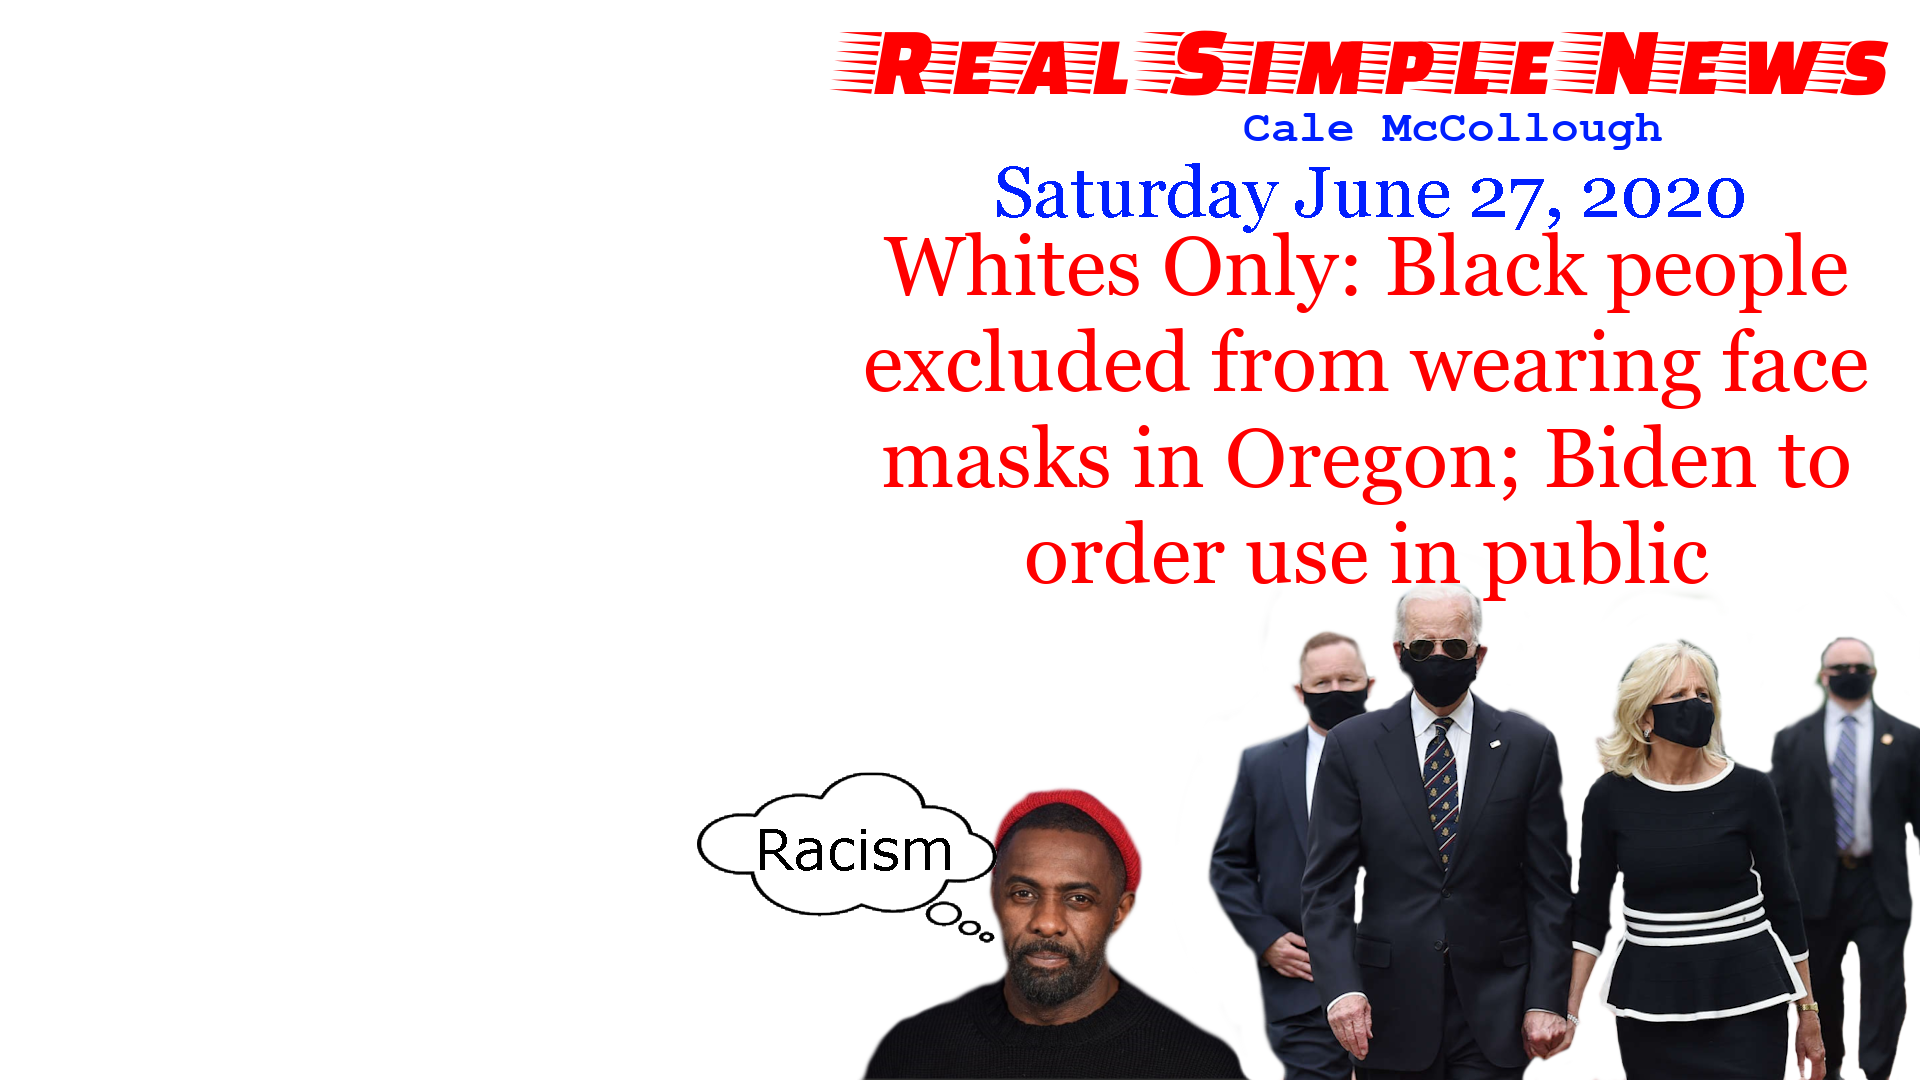 Real Simple News
Cale McCollough
Saturday June 27, 2020
Whites Only: Black people
excluded from wearing face
masks in Oregon; Biden to
order use in public
Racism